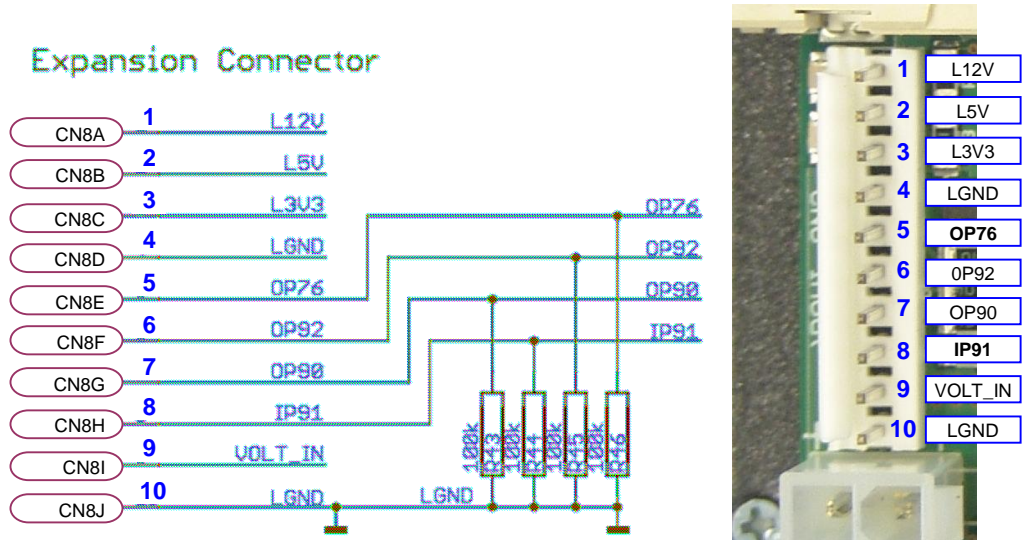 Expansion Connector
CN8A 1 L12V
CN8B 2 L5V
CN8C 3 L3V3
CN8D 4 LGND
CN8E 5 OP76 OP76
CN8F 6 OP92 OP92
CN8G 7 OP90 OP90
CN8H 8 IP91 IP91
CN8I 9 VOLT_IN
CN8J 10 LGND LGND
100k R43
100k R44
100k R45
100k R46
1 L12V
2 L5V
3 L3V3
4 LGND
5 OP76
6 0P92
7 OP90
8 IP91
9 VOLT_IN
10 LGND